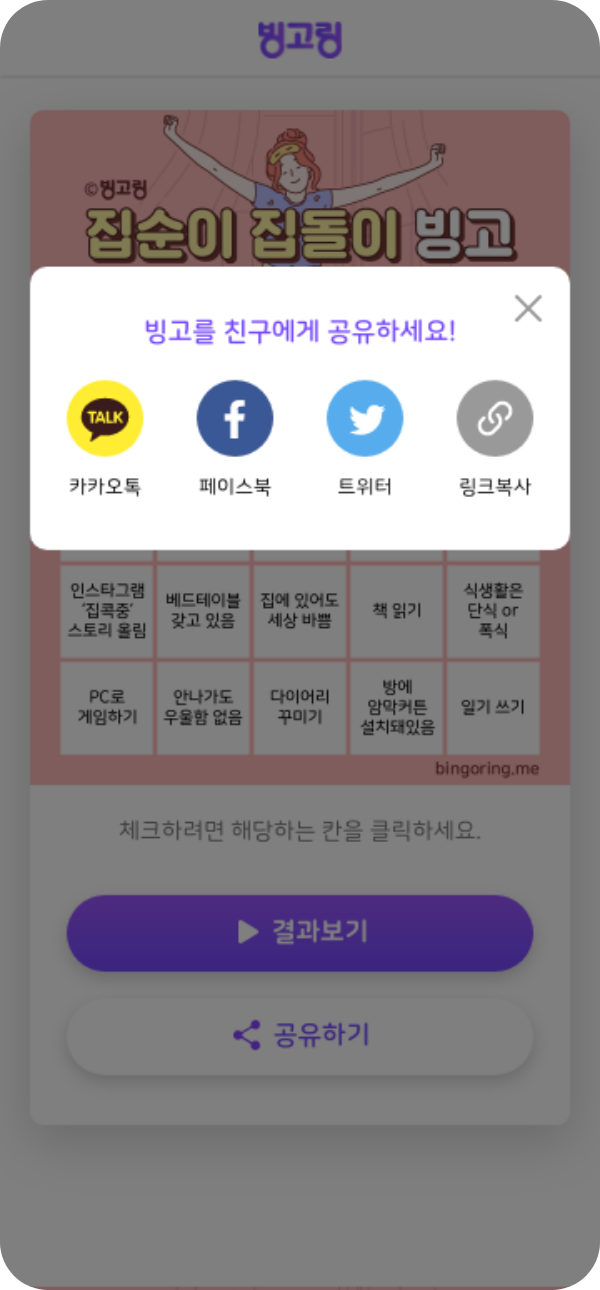 빙고링
©빙고링
집순이 집돌이 빙고
빙고를 친구에게 공유하세요!
TALK
카카오톡
페이스북
트위터
링크복사
인스타그램
'집콕중'
스토리 올림
베드테이블
갖고 있음
집에 있어도
세상 바쁨
책 읽기
식생활은
단식 or
폭식
PC로
게임하기
안나가도
우울함 없음
다이어리
꾸미기
방에
암막커튼
설치돼있음
일기 쓰기
bingoring.me
체크하려면 해당하는 칸을 클릭하세요.
결과보기
공유하기